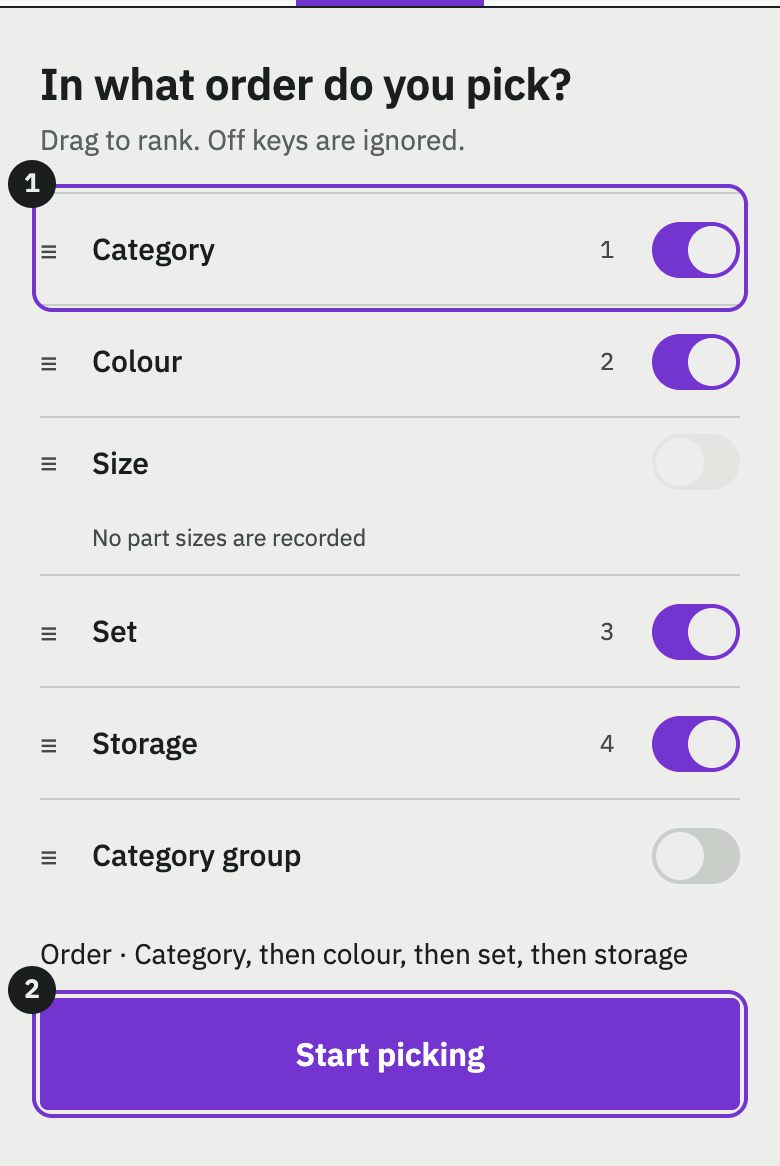 In what order do you pick?
Drag to rank. Off keys are ignored.
1
Category 1
Colour 2
Size
No part sizes are recorded
Set 3
Storage 4
Category group
Order · Category, then colour, then set, then storage
2
Start picking